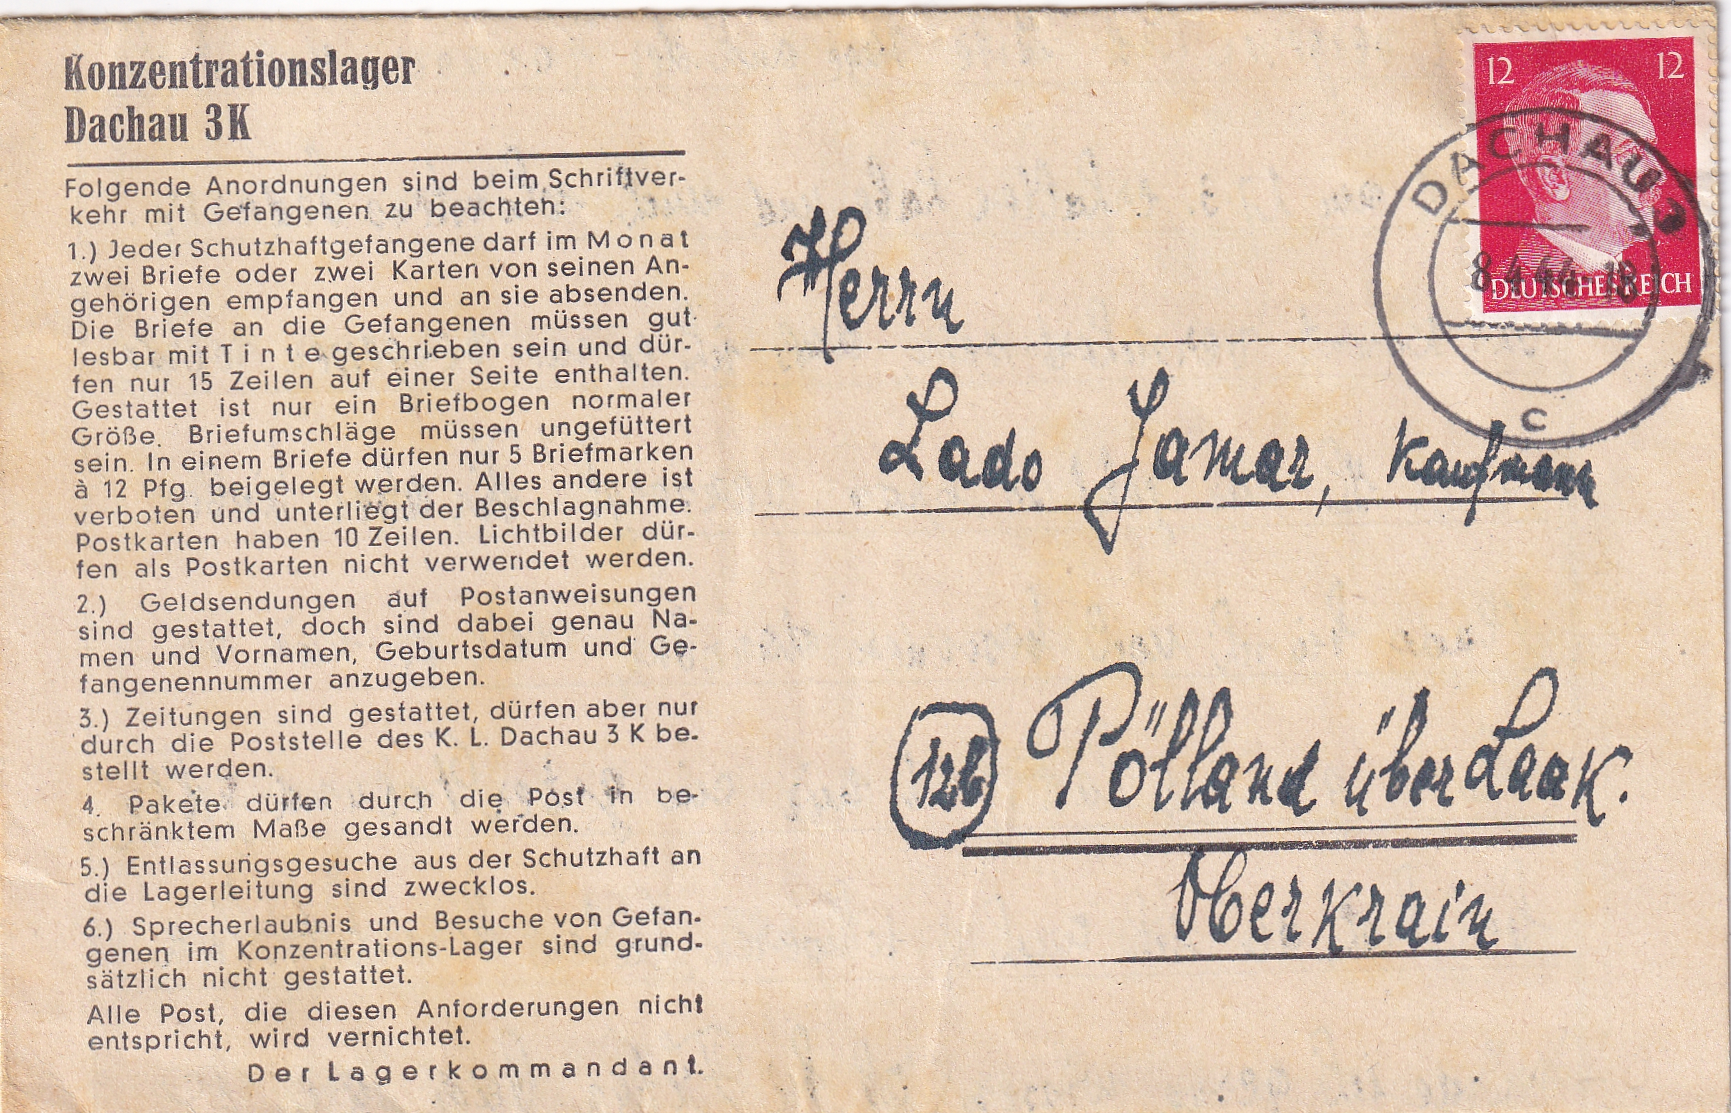 Konzentrationslager
Dachau 3K
Folgende Anordnungen sind beim Schriftver-
kehr mit Gefangenen zu beachteh:
1.) Jeder Schutzhaftgefangene darf im Monat
zwei Briefe oder zwei Karten von seinen An-
gehörigen empfangen und an sie absenden.
Die Briefe an die Gefangenen müssen gut
lesbar mit Tinte geschrieben sein und dür-
fen nur 15 Zeilen auf einer Seite enthalten.
Gestattet ist nur ein Briefbogen normaler
Größe. Briefumschläge müssen ungefüttert
sein. In einem Briefe dürfen nur 5 Briefmarken
à 12 Pfg. beigelegt werden. Alles andere ist
verboten und unterliegt der Beschlagnahme.
Postkarten haben 10 Zeilen. Lichtbilder dür-
fen als Postkarten nicht verwendet werden.
2.) Geldsendungen auf Postanweisungen
sind gestattet, doch sind dabei genau Na-
men und Vornamen, Geburtsdatum und Ge-
fangenennummer anzugeben.
3.) Zeitungen sind gestattet, dürfen aber nur
durch die Poststelle des K. L. Dachau 3 K be-
stellt werden.
4. Pakete dürfen durch die Post in be-
schränktem Maße gesandt werden.
5.) Entlassungsgesuche aus der Schutzhaft an
die Lagerleitung sind zwecklos.
6.) Sprecherlaubnis und Besuche von Gefan-
genen im Konzentrations-Lager sind grund-
sätzlich nicht gestattet.
Alle Post, die diesen Anforderungen nicht
entspricht, wird vernichtet.
Der Lagerkommandant.
12 12
DEUTSCHES REICH
DACHAU 3
8.4.44-18
c
Herrn
Lado Jamar, Kaufmann
12b Pölland über Laak.
Oberkrain